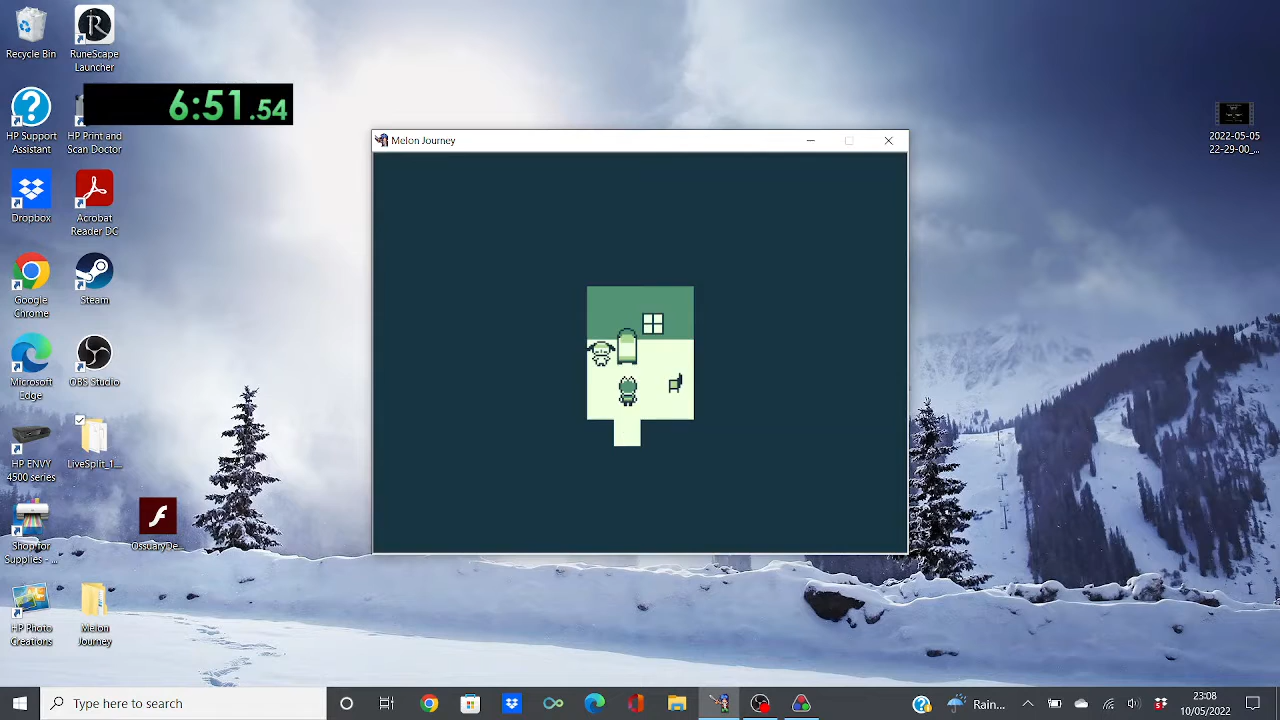 Recycle Bin
RuneScape
Launcher
6:51.54
HP Support
Assistant
HP Print and
Scan Doctor
2022-05-05
22-29-00_...
Melon Journey
Dropbox
Acrobat
Reader DC
Google
Chrome
Steam
Microsoft
Edge
OBS Studio
HP ENVY
4500 series
LiveSplit_1....
Shop for
Supplies - ...
OssuaryDe...
HP Photo
Creations
Melon
Journey
Type here to search
Rain...
23:08
10/05/2022